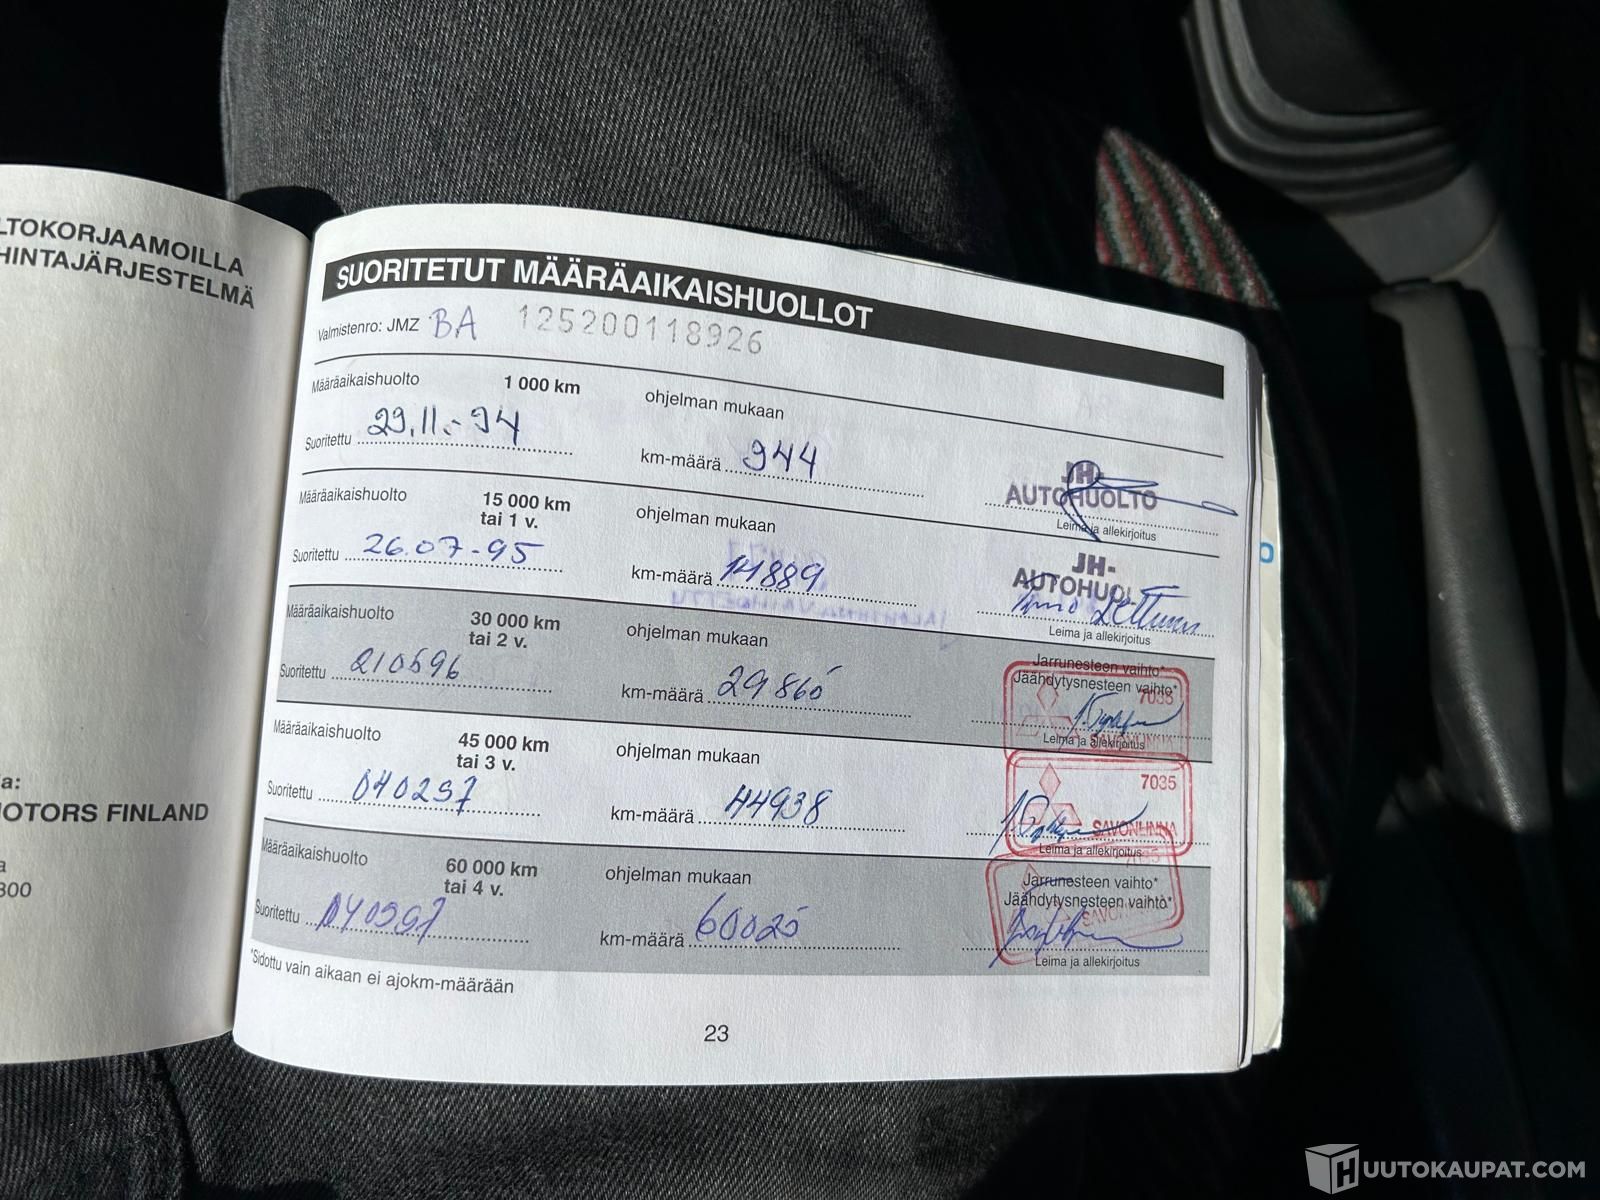 LTOKORJAAMOILLA
HINTAJÄRJESTELMÄ
a:
MOTORS FINLAND
a
300
SUORITETUT MÄÄRÄAIKAISHUOLLOT
Valmistenro: JMZ BA 125200118926
Määräaikaishuolto 1 000 km ohjelman mukaan
Suoritettu 29.11.-94 km-määrä 944
JH-
AUTOHUOLTO
Leima ja allekirjoitus
Määräaikaishuolto 15 000 km ohjelman mukaan
tai 1 v.
Suoritettu 26.07-95 km-määrä 14889
JH-
AUTOHUOL
Leima ja allekirjoitus
Määräaikaishuolto 30 000 km ohjelman mukaan
tai 2 v.
Jarrunesteen vaihto*
Jäähdytysnesteen vaihto*
Suoritettu 210696 km-määrä 29860
7035
SAVONLINNA
Leima ja allekirjoitus
Määräaikaishuolto 45 000 km ohjelman mukaan
tai 3 v.
Suoritettu 040297 km-määrä 44938
7035
SAVONLINNA
Leima ja allekirjoitus
Määräaikaishuolto 60 000 km ohjelman mukaan
tai 4 v.
Jarrunesteen vaihto*
Jäähdytysnesteen vaihto*
Suoritettu 040997 km-määrä 60020
7035
Leima ja allekirjoitus
*Sidottu vain aikaan ei ajokm-määrään
23
HUUTOKAUPAT.COM